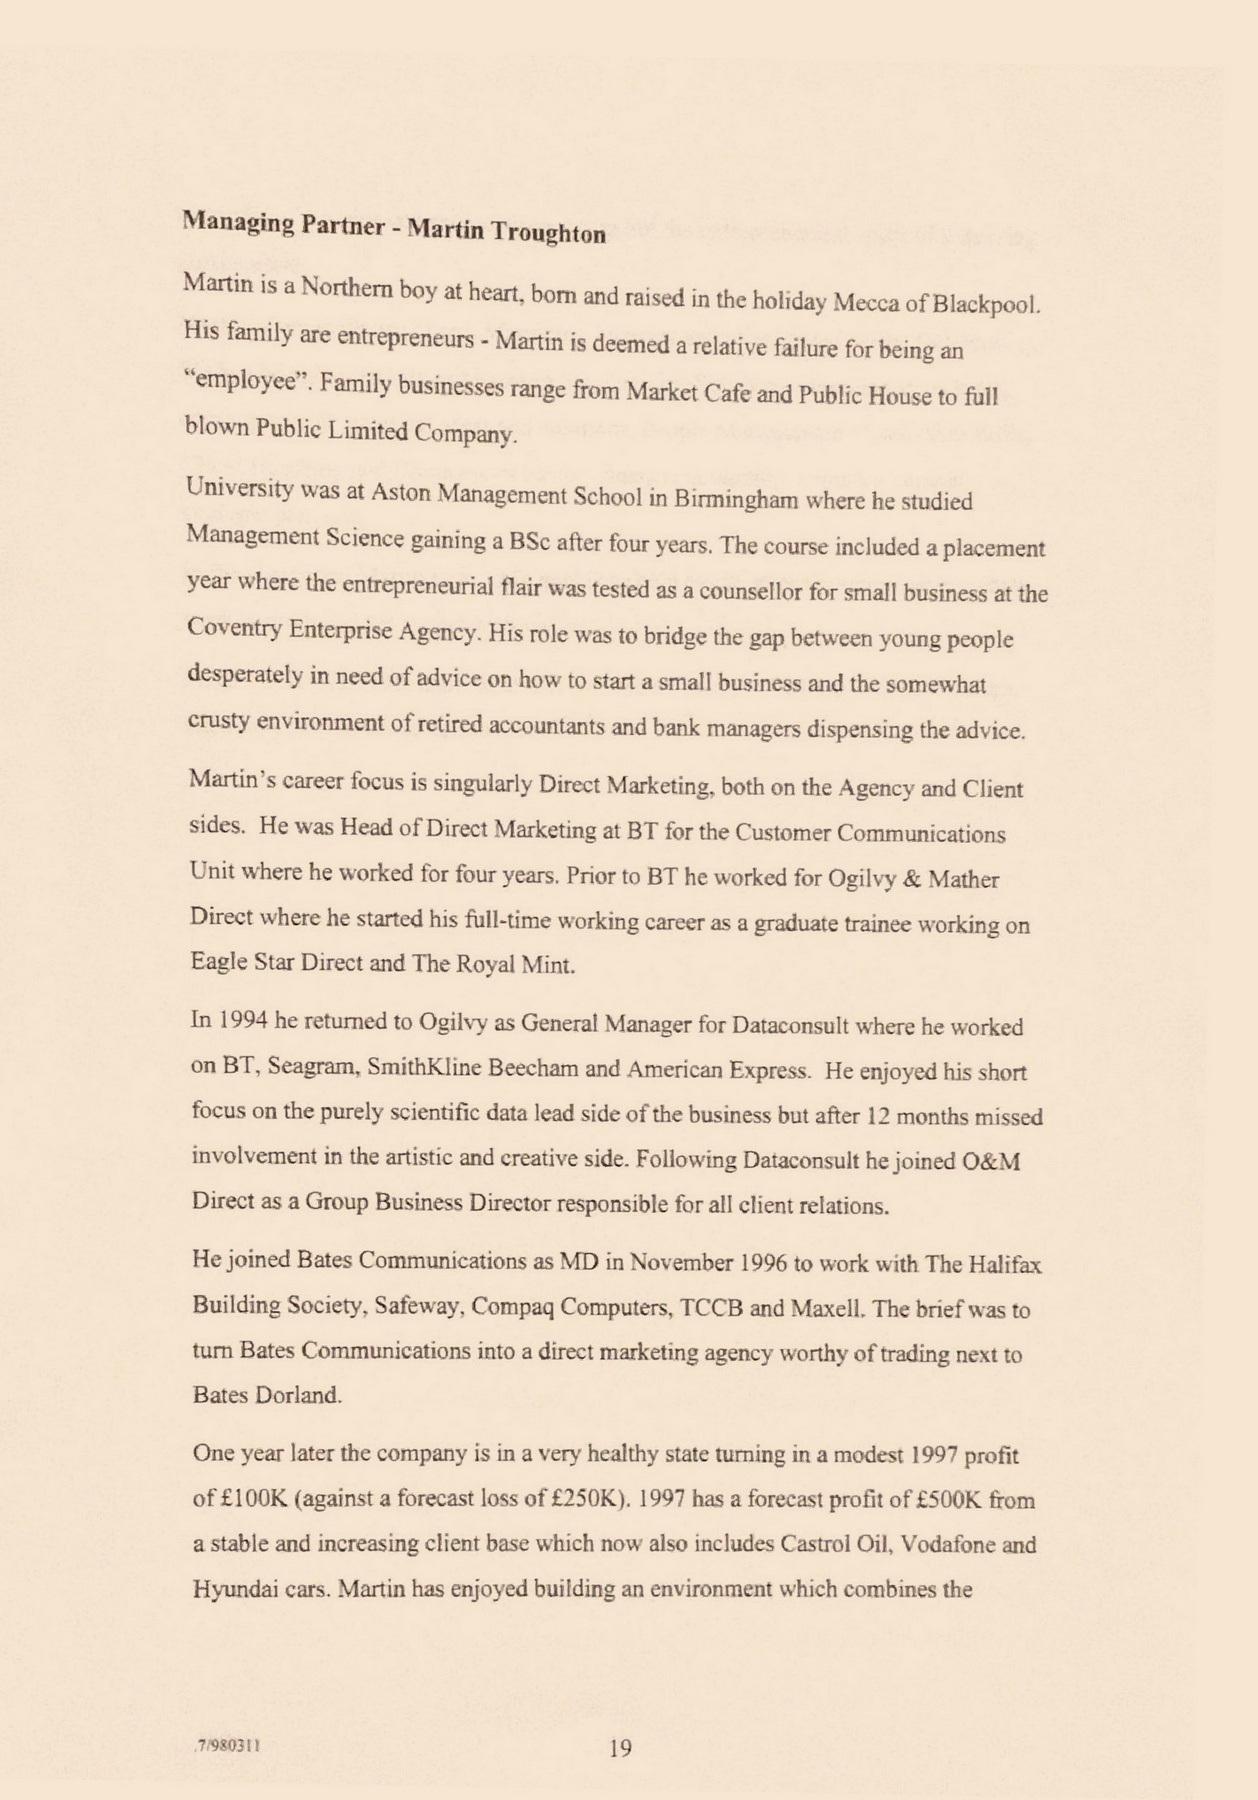 Managing Partner - Martin Troughton
Martin is a Northern boy at heart, born and raised in the holiday Mecca of Blackpool.
His family are entrepreneurs - Martin is deemed a relative failure for being an
“employee”. Family businesses range from Market Cafe and Public House to full
blown Public Limited Company.
University was at Aston Management School in Birmingham where he studied
Management Science gaining a BSc after four years. The course included a placement
year where the entrepreneurial flair was tested as a counsellor for small business at the
Coventry Enterprise Agency. His role was to bridge the gap between young people
desperately in need of advice on how to start a small business and the somewhat
crusty environment of retired accountants and bank managers dispensing the advice.
Martin’s career focus is singularly Direct Marketing, both on the Agency and Client
sides. He was Head of Direct Marketing at BT for the Customer Communications
Unit where he worked for four years. Prior to BT he worked for Ogilvy & Mather
Direct where he started his full-time working career as a graduate trainee working on
Eagle Star Direct and The Royal Mint.
In 1994 he returned to Ogilvy as General Manager for Dataconsult where he worked
on BT, Seagram, SmithKline Beecham and American Express. He enjoyed his short
focus on the purely scientific data lead side of the business but after 12 months missed
involvement in the artistic and creative side. Following Dataconsult he joined O&M
Direct as a Group Business Director responsible for all client relations.
He joined Bates Communications as MD in November 1996 to work with The Halifax
Building Society, Safeway, Compaq Computers, TCCB and Maxell. The brief was to
turn Bates Communications into a direct marketing agency worthy of trading next to
Bates Dorland.
One year later the company is in a very healthy state turning in a modest 1997 profit
of £100K (against a forecast loss of £250K). 1997 has a forecast profit of £500K from
a stable and increasing client base which now also includes Castrol Oil, Vodafone and
Hyundai cars. Martin has enjoyed building an environment which combines the
.7/980311
19